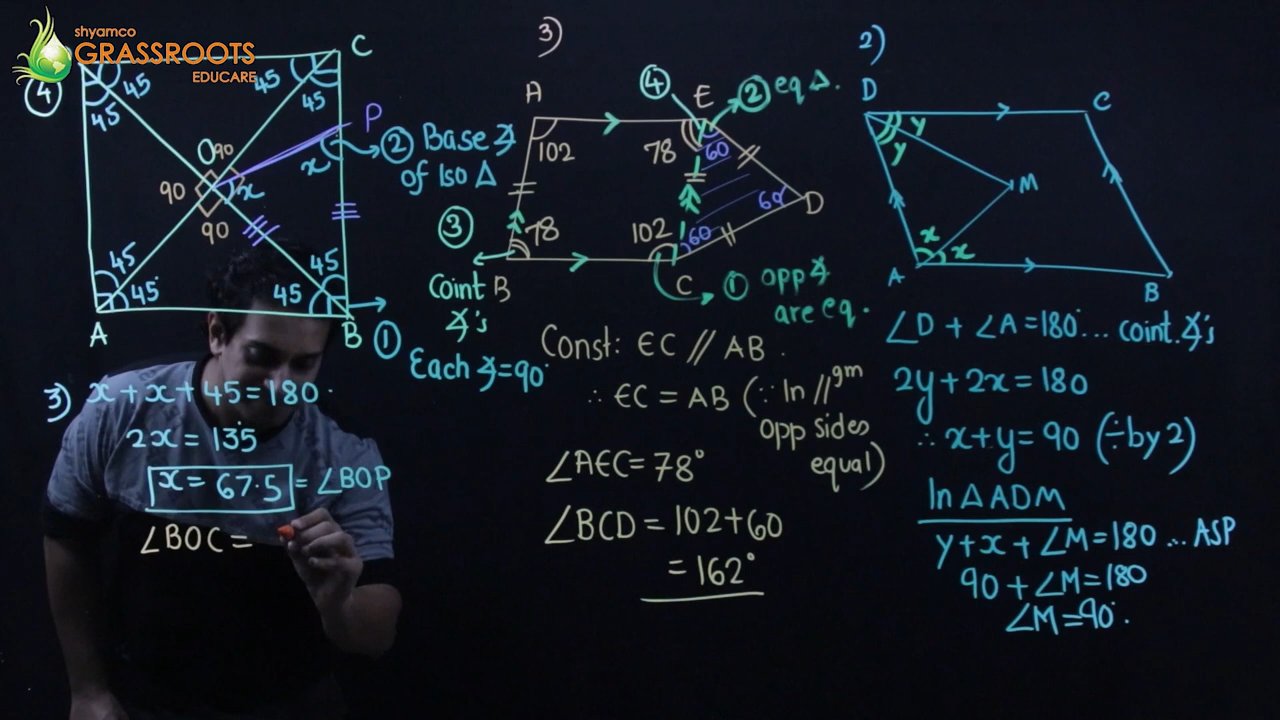 shyamco
GRASSROOTS
EDUCARE
4
C
45
45
45
45
P
O
90
90
90
x
x
45
45
45
45
A
B
2 Base ∠
of Iso Δ
1
Each ∠=90°
3) x + x + 45 = 180°
2x = 135°
x = 67.5 = ∠BOP
∠BOC =
3)
4
A
E
2 eq Δ.
102
78
60
60
D
3
78
102
60
Coint
∠'s
B
C
1 opp ∠
are eq.
Const: EC // AB.
∴ EC = AB (∵ In //gm
opp sides
equal)
∠AEC = 78°
∠BCD = 102 + 60
= 162°
2)
D
C
y
y
M
x
x
A
B
∠D + ∠A = 180° ... coint ∠'s
2y + 2x = 180
∴ x + y = 90 (÷ by 2)
In Δ ADM
y + x + ∠M = 180 ... ASP
90 + ∠M = 180
∠M = 90°.